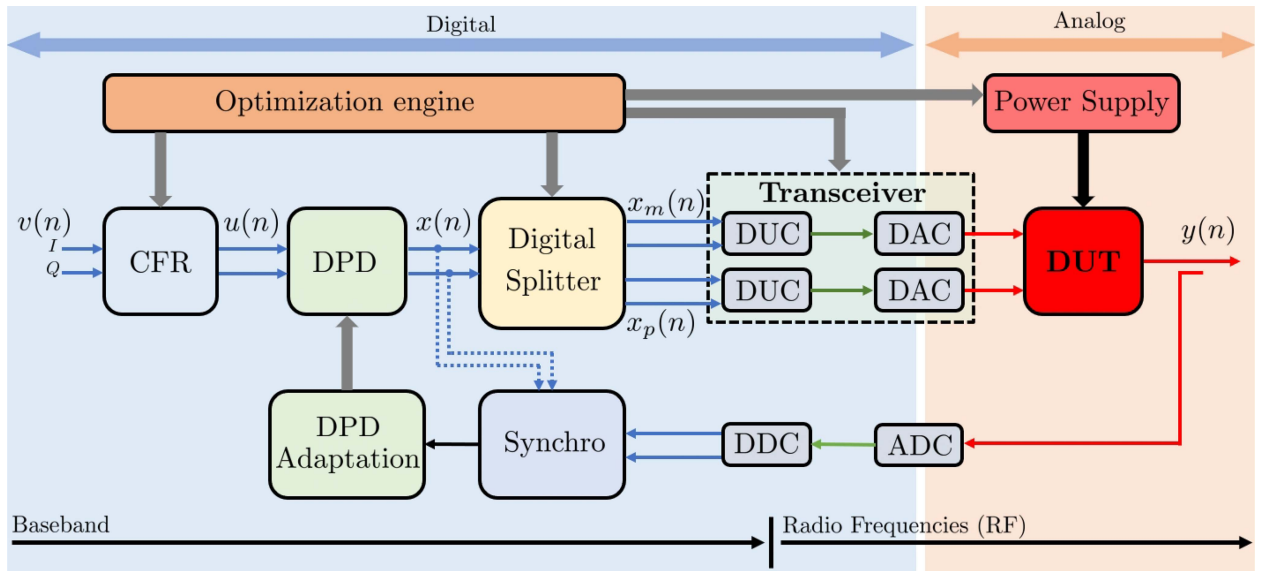 Digital
Analog
Optimization engine
Power Supply
Transceiver
v(n)
I
Q
CFR
u(n)
DPD
x(n)
Digital
Splitter
x_m(n)
x_p(n)
DUC
DAC
DUC
DAC
DUT
y(n)
DPD
Adaptation
Synchro
DDC
ADC
Baseband
Radio Frequencies (RF)